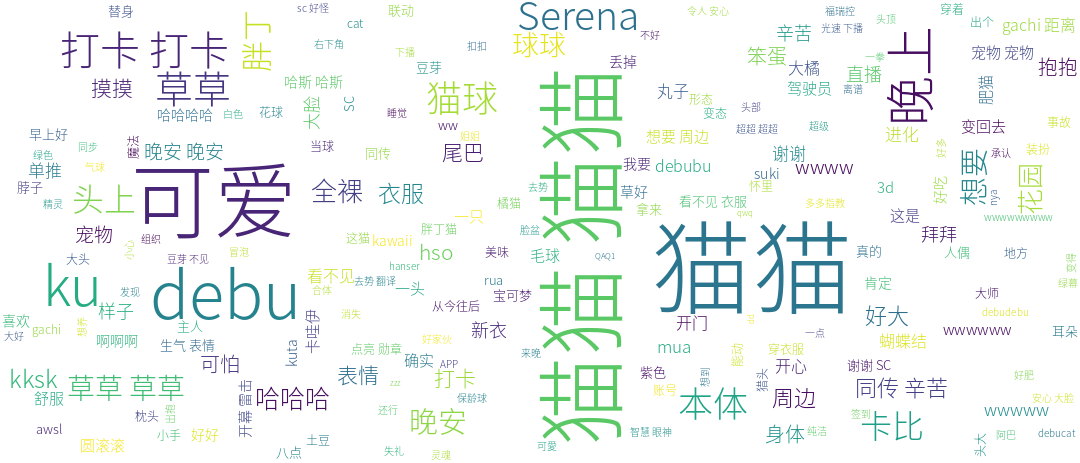 替身
sc 好怪
cat
联动
Serena
令人 安心
福瑞控
穿着
出个
gachi 距离
光速 下播
头顶
打卡 打卡
胖丁
右下角
下播
扣扣
球球
不好
辛苦
笨蛋
晚上
宠物 宠物
抱抱
一拳
草草
摸摸
哈斯 哈斯
豆芽
丢掉
大橘
直播
离谱
肥猫
驾驶员
猫球
猫猫 猫猫
丸子
形态
变态
哈哈哈哈
白色
花球
大脸
sc
睡觉
ww
姐姐
头部
超超 超超
超级
进化
变回去
事故
早上好
魔法
晚安 晚安
当球
同传
尾巴
想要 周边
好多
承认
装扮
绿色
同步
单推
气球
脖子
精灵
我要
debubu
谢谢
wwww
suki
想要
花园
nya
可爱
全裸
衣服
去势
草好
怀里
3d
好吃
头上
橘猫
拿来
看不见 衣服
qwq
多多指教
这是
wwwwwwwww
宠物
组织
小心
冒泡
一只
胖丁猫
脸盆
这猫
kawaii
猫猫
拜拜
真的
人偶
地方
hso
美味
毛球
QAQ1
大头
豆芽 不见
看不见
去势 翻译
hanser
rua
宝可梦
肯定
绿幕
ku
debu
发现
样子
合体
一头
从今往后
大师
喜欢
gachi
主人
消失
新衣
开门
好大
debudebu
大好
啊啊啊
生气 表情
卡哇伊
kuta
好家伙
来晚
一点
wwwwww
耳朵
点亮 勋章
可怕
确实
mua
穿衣服
蝴蝶结
APP
kksk
草草 草草
表情
打卡
紫色
想到
开心
猎头
谢谢 SC
好肥
舒服
zzz
保龄球
账号
周边
同传 辛苦
安心 大脸
枕头
开幕 雷击
哈哈哈
还行
本体
签到
wwwww
awsl
小手
好好
晚安
智慧 眼神
身体
纯洁
卡比
debucat
圆滚滚
土豆
八点
失礼
灵魂
可愛
头大
阿巴